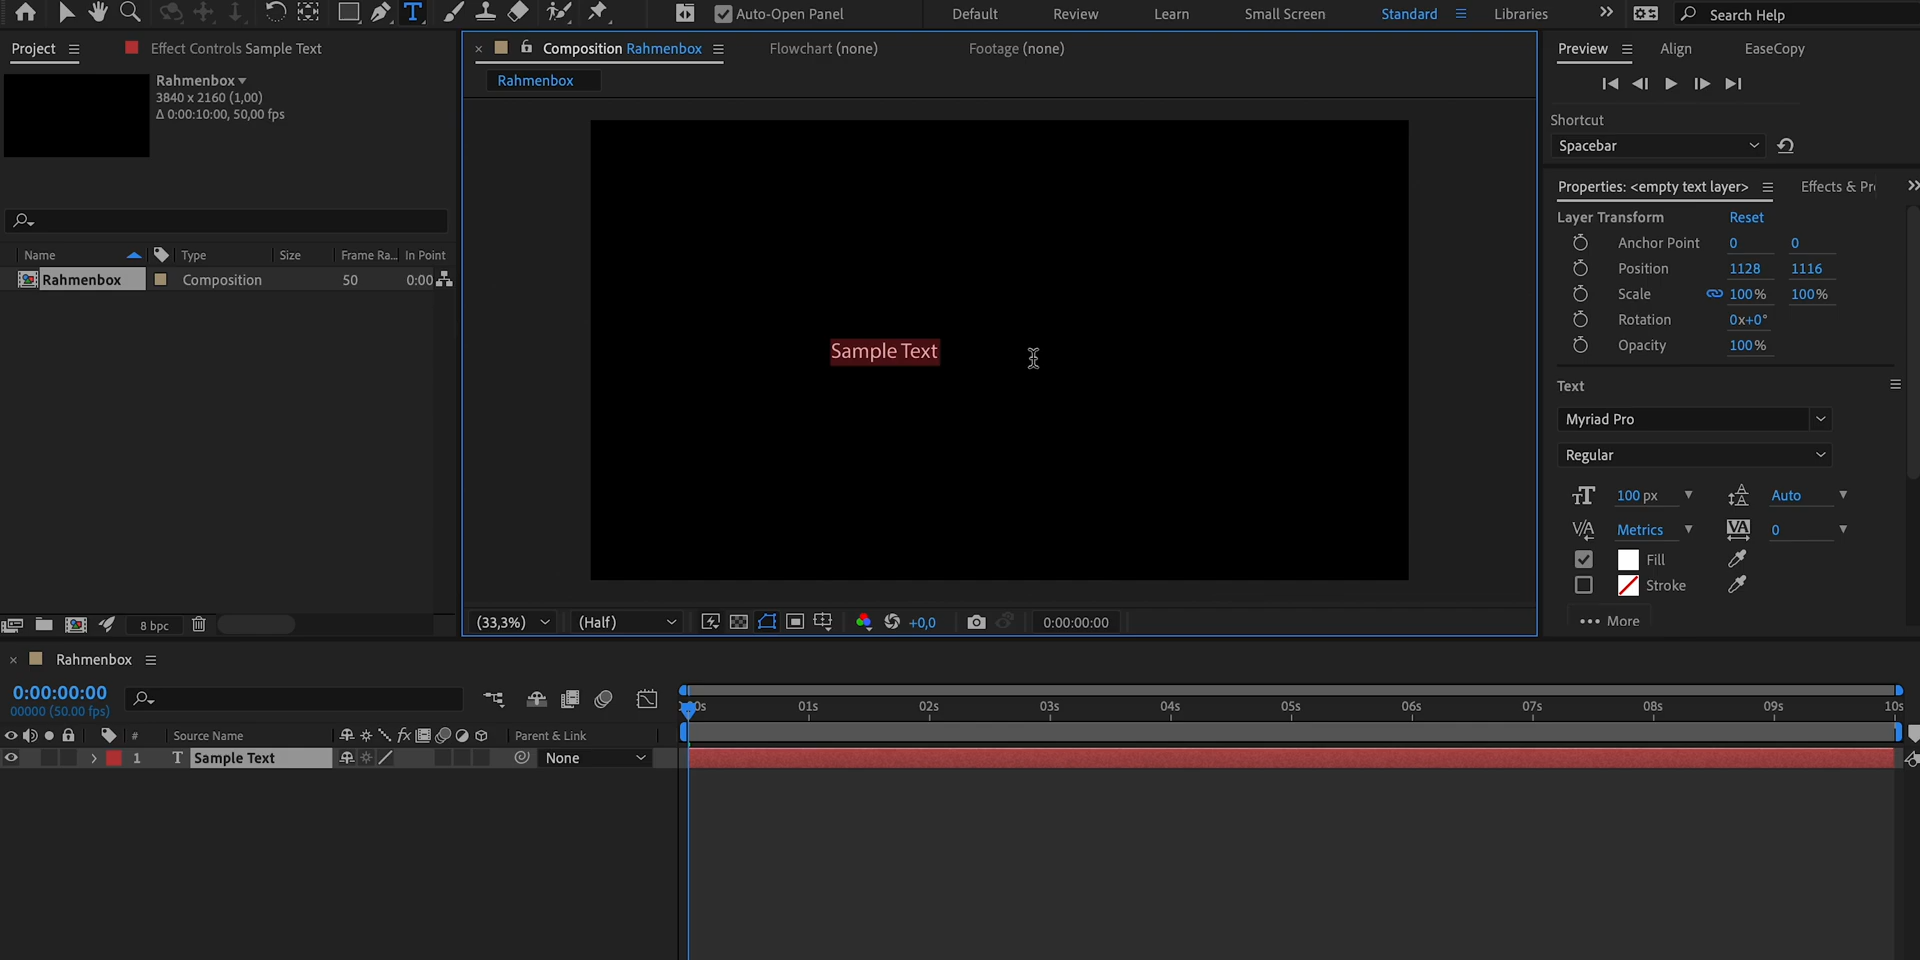 Auto-Open Panel
Default
Review
Learn
Small Screen
Standard
Libraries
Search Help
Project
Effect Controls Sample Text
Rahmenbox
3840 x 2160 (1,00)
Δ 0:00:10:00, 50,00 fps
Name
Type
Size
Frame Ra...
In Point
Rahmenbox
Composition
50
0:00
8 bpc
Composition Rahmenbox
Flowchart (none)
Footage (none)
Rahmenbox
Sample Text
(33,3%)
(Half)
+0,0
0:00:00:00
Preview
Align
EaseCopy
Shortcut
Spacebar
Properties: <empty text layer>
Effects & Pr
Layer Transform
Reset
Anchor Point 0 0
Position 1128 1116
Scale 100% 100%
Rotation 0x+0°
Opacity 100%
Text
Myriad Pro
Regular
100 px
Auto
Metrics
0
Fill
Stroke
More
Rahmenbox
0:00:00:00
00000 (50.00 fps)
# Source Name
fx
Parent & Link
1 T Sample Text
None
00s 01s 02s 03s 04s 05s 06s 07s 08s 09s 10s